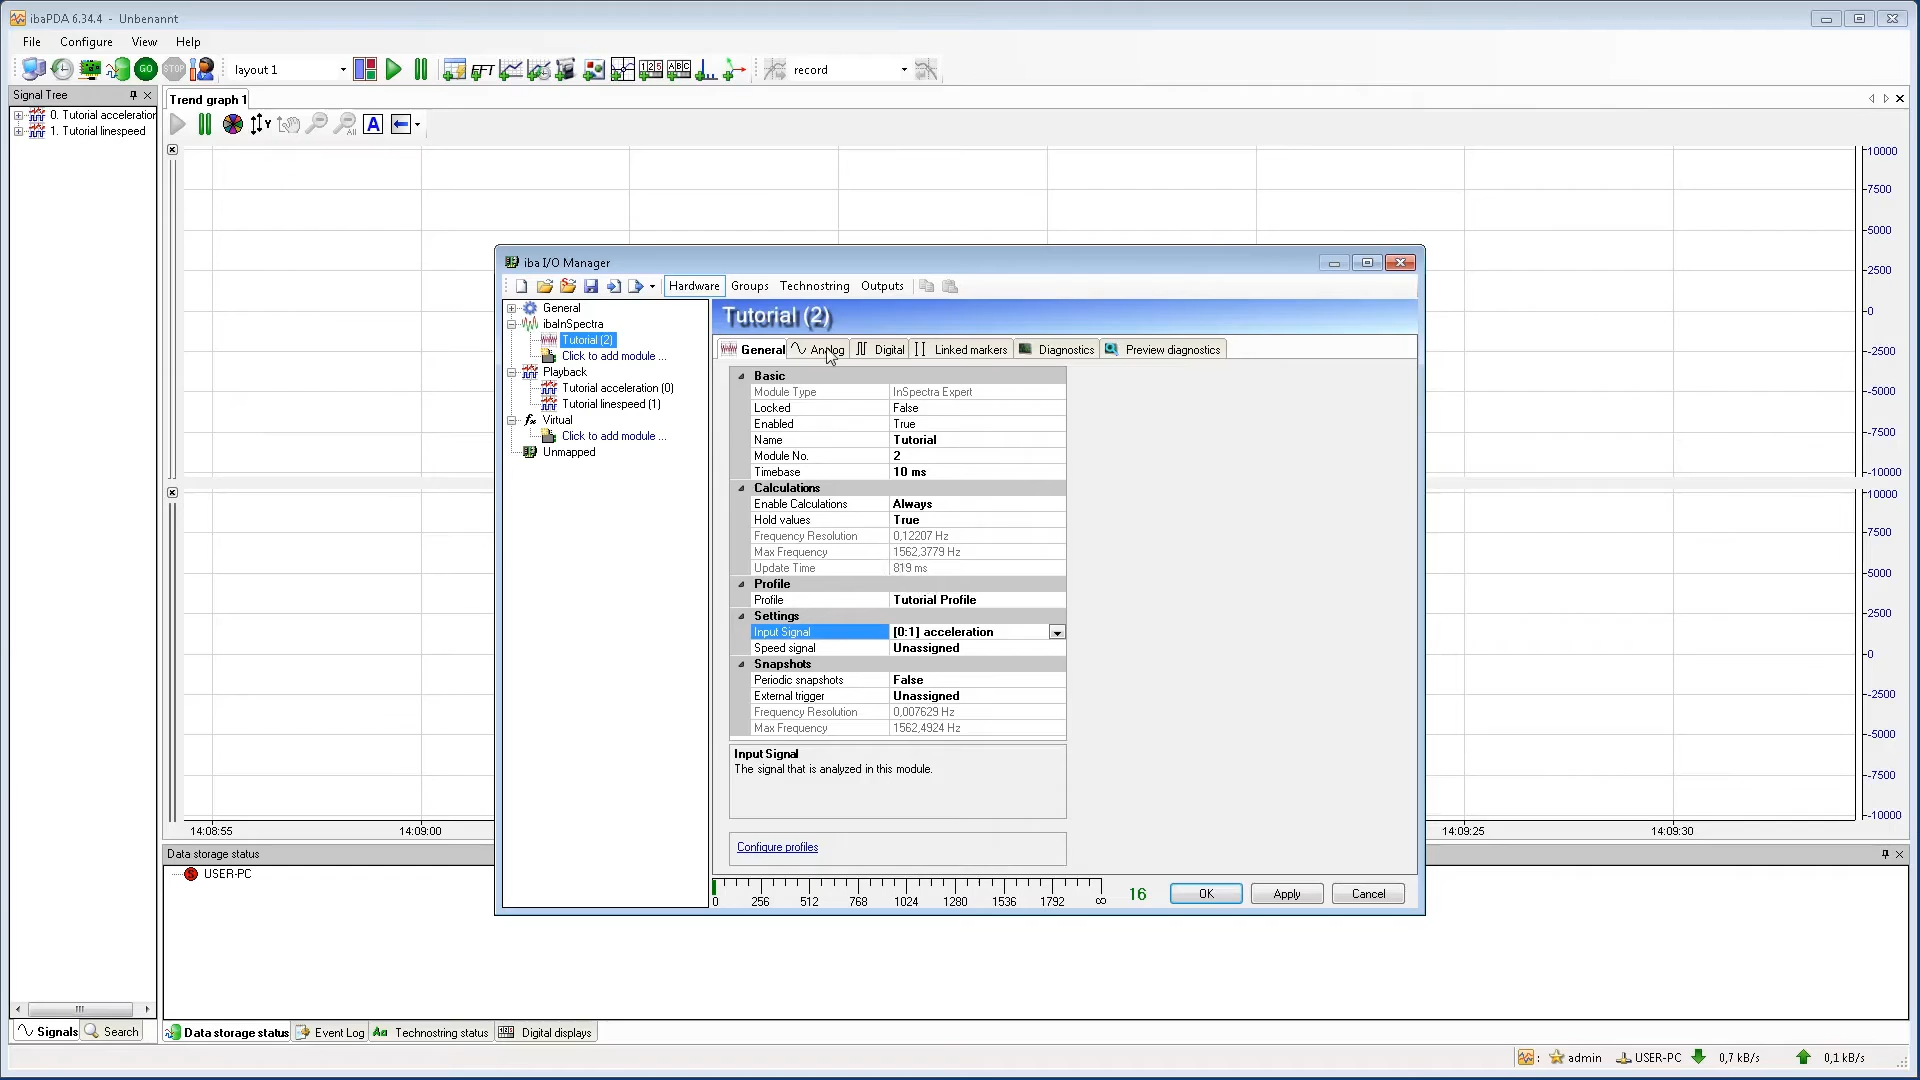 ibaPDA 6.34.4 - Unbenannt
File Configure View Help
GO STOP layout 1 FFT 123 ABC record
Signal Tree
0. Tutorial acceleration
1. Tutorial linespeed
Trend graph 1
Y All A
10000
7500
5000
2500
0
-2500
-5000
-7500
-10000
10000
7500
5000
2500
0
-2500
-5000
-7500
-10000
14:08:55 14:09:00 14:09:25 14:09:30
iba I/O Manager
Hardware Groups Technostring Outputs
General
ibaInSpectra
Tutorial (2)
Click to add module ...
Playback
Tutorial acceleration (0)
Tutorial linespeed (1)
Virtual
Click to add module ...
Unmapped
Tutorial (2)
General Analog Digital Linked markers Diagnostics Preview diagnostics
Basic
Module Type InSpectra Expert
Locked False
Enabled True
Name Tutorial
Module No. 2
Timebase 10 ms
Calculations
Enable Calculations Always
Hold values True
Frequency Resolution 0,12207 Hz
Max Frequency 1562,3779 Hz
Update Time 819 ms
Profile
Profile Tutorial Profile
Settings
Input Signal [0:1] acceleration
Speed signal Unassigned
Snapshots
Periodic snapshots False
External trigger Unassigned
Frequency Resolution 0,007629 Hz
Max Frequency 1562,4924 Hz
Input Signal
The signal that is analyzed in this module.
Configure profiles
0 256 512 768 1024 1280 1536 1792 ∞ 16 OK Apply Cancel
Data storage status
USER-PC
Signals Search
Data storage status Event Log Technostring status Digital displays
admin USER-PC 0,7 kB/s 0,1 kB/s